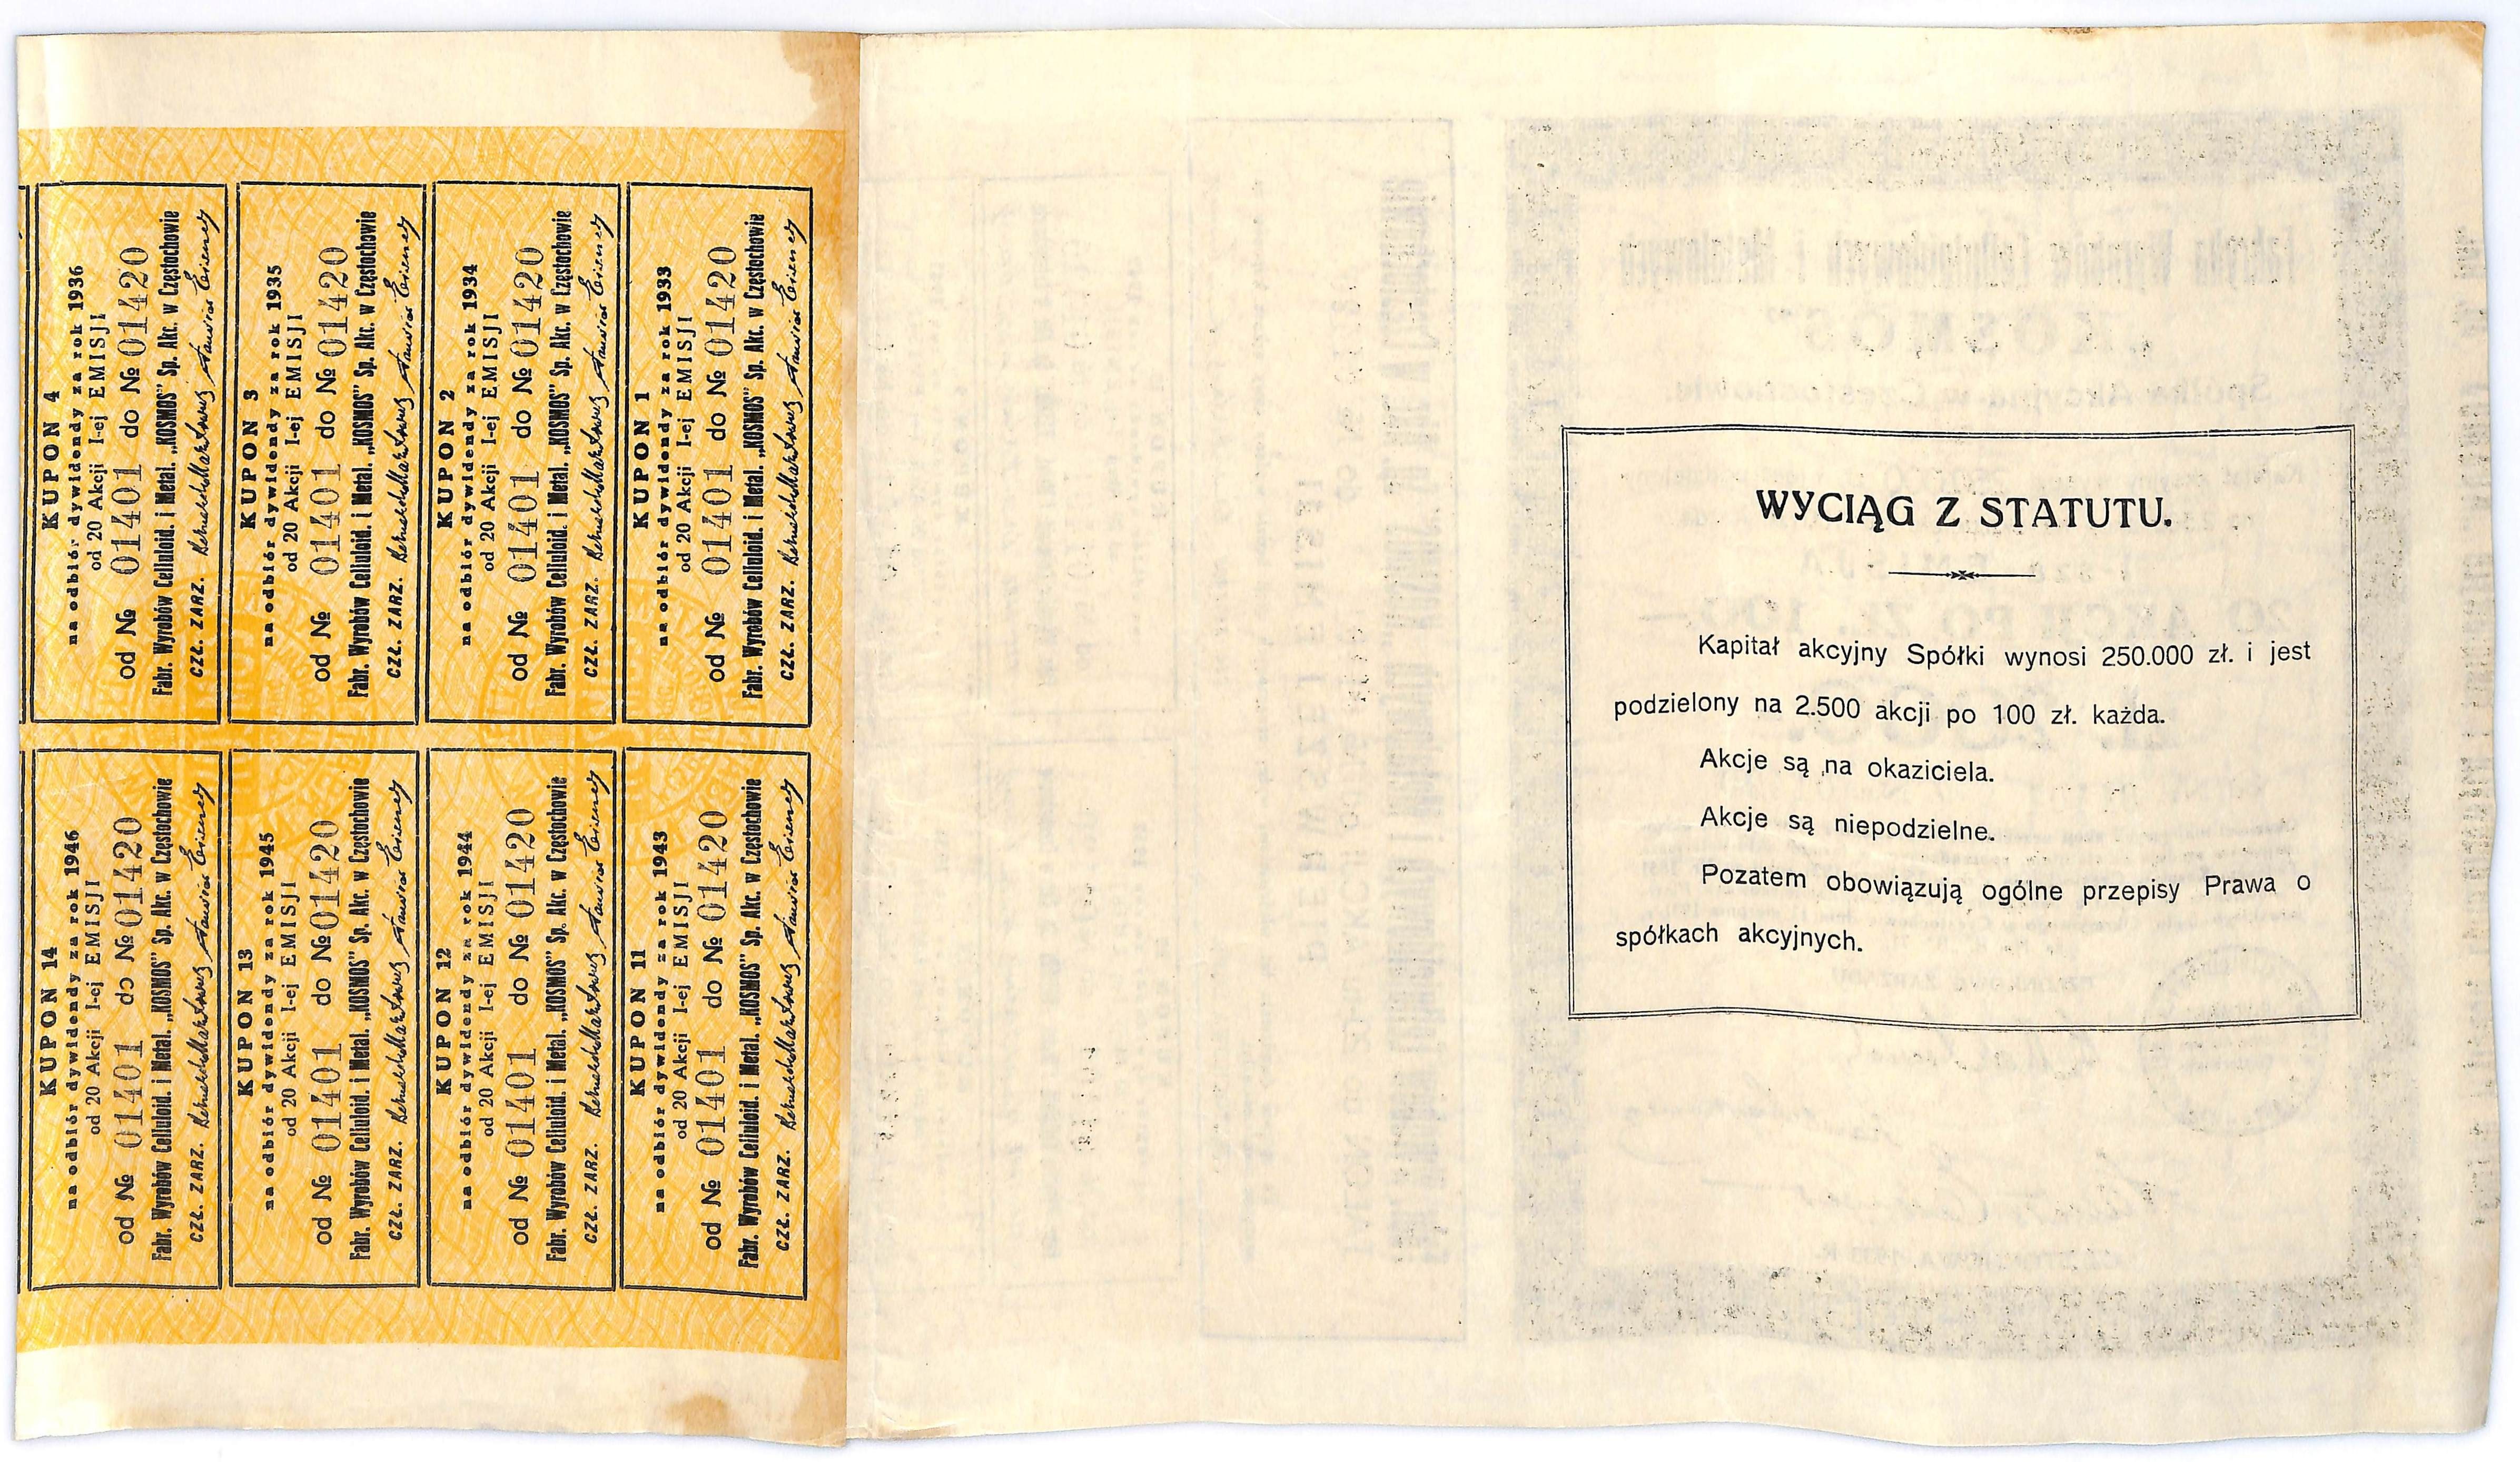 KUPON 4
na odbiór dywidendy za rok 1936
od 20 Akcji I-ej EMISJI
od № 01401 do № 01420
Fabr. Wyrobów Celluloid. i Metal. „KOSMOS” Sp. Akc. w Częstochowie
CZŁ. ZARZ.
KUPON 3
na odbiór dywidendy za rok 1935
od 20 Akcji I-ej EMISJI
od № 01401 do № 01420
Fabr. Wyrobów Celluloid. i Metal. „KOSMOS” Sp. Akc. w Częstochowie
CZŁ. ZARZ.
KUPON 2
na odbiór dywidendy za rok 1934
od 20 Akcji I-ej EMISJI
od № 01401 do № 01420
Fabr. Wyrobów Celluloid. i Metal. „KOSMOS” Sp. Akc. w Częstochowie
CZŁ. ZARZ.
KUPON 1
na odbiór dywidendy za rok 1933
od 20 Akcji I-ej EMISJI
od № 01401 do № 01420
Fabr. Wyrobów Celluloid. i Metal. „KOSMOS” Sp. Akc. w Częstochowie
CZŁ. ZARZ.
KUPON 14
na odbiór dywidendy za rok 1946
od 20 Akcji I-ej EMISJI
od № 01401 do № 01420
Fabr. Wyrobów Celluloid. i Metal. „KOSMOS” Sp. Akc. w Częstochowie
CZŁ. ZARZ.
KUPON 13
na odbiór dywidendy za rok 1945
od 20 Akcji I-ej EMISJI
od № 01401 do № 01420
Fabr. Wyrobów Celluloid. i Metal. „KOSMOS” Sp. Akc. w Częstochowie
CZŁ. ZARZ.
KUPON 12
na odbiór dywidendy za rok 1944
od 20 Akcji I-ej EMISJI
od № 01401 do № 01420
Fabr. Wyrobów Celluloid. i Metal. „KOSMOS” Sp. Akc. w Częstochowie
CZŁ. ZARZ.
KUPON 11
na odbiór dywidendy za rok 1943
od 20 Akcji I-ej EMISJI
od № 01401 do № 01420
Fabr. Wyrobów Celluloid. i Metal. „KOSMOS” Sp. Akc. w Częstochowie
CZŁ. ZARZ.
WYCIĄG Z STATUTU.
Kapitał akcyjny Spółki wynosi 250.000 zł. i jest
podzielony na 2.500 akcji po 100 zł. każda.
Akcje są na okaziciela.
Akcje są niepodzielne.
Pozatem obowiązują ogólne przepisy Prawa o
spółkach akcyjnych.